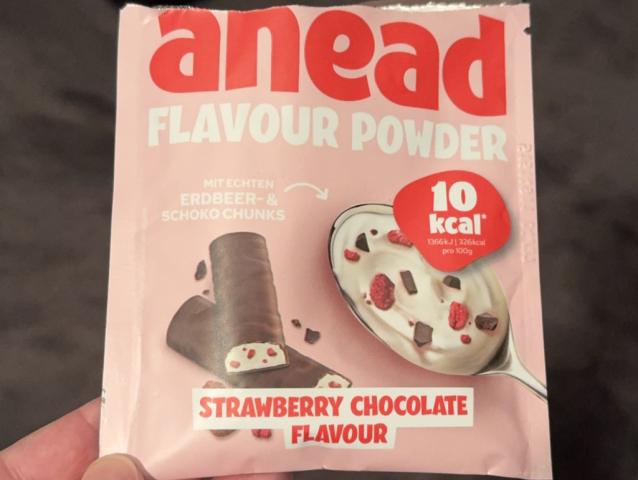 anead
FLAVOUR POWDER
MIT ECHTEN
ERDBEER- &
SCHOKO CHUNKS
10
kcal*
1366kJ | 326kcal
pro 100g
STRAWBERRY CHOCOLATE
FLAVOUR